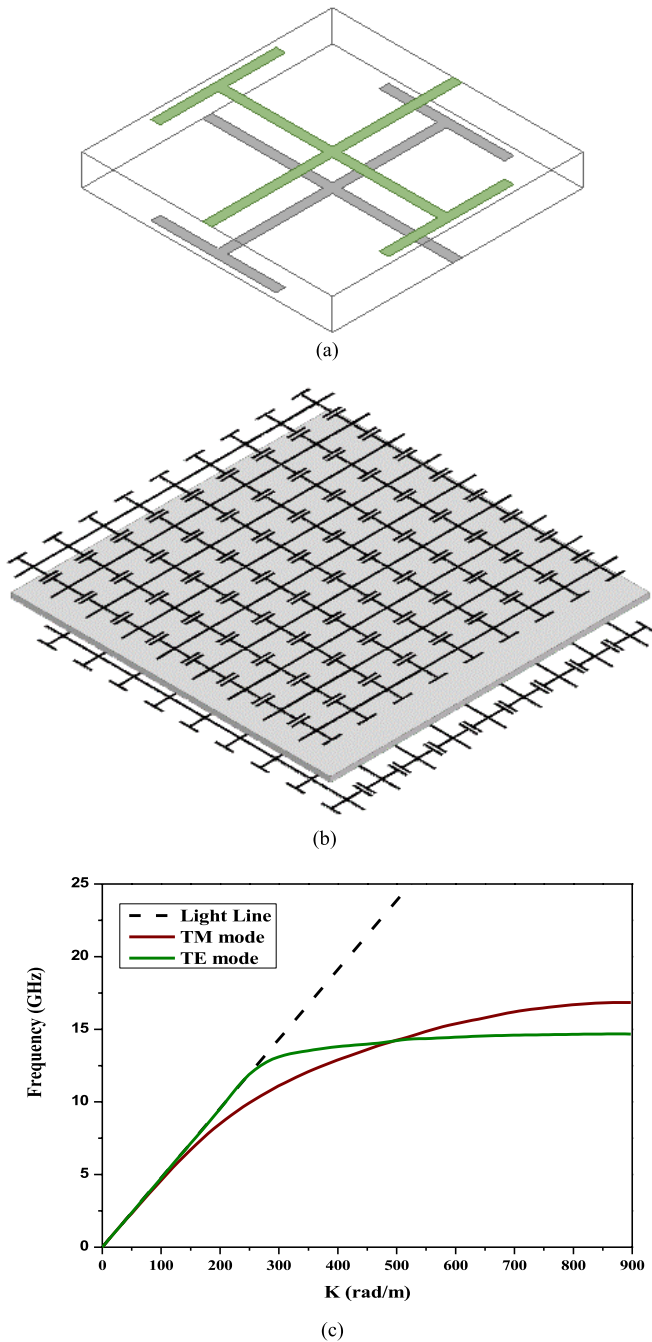 (a)
(b)
25
20
15
10
5
0
Frequency (GHz)
Light Line
TM mode
TE mode
0 100 200 300 400 500 600 700 800 900
K (rad/m)
(c)